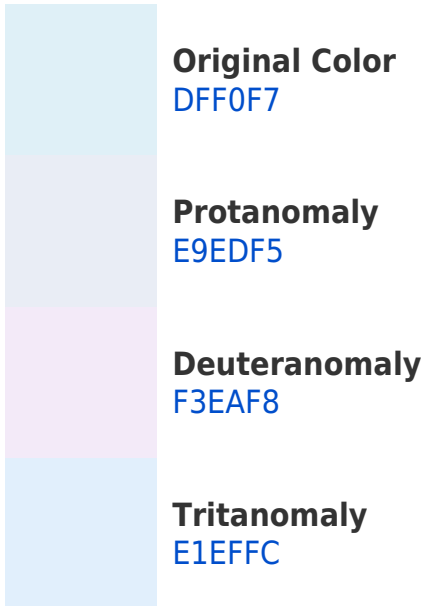 Original Color
DFF0F7
Protanomaly
E9EDF5
Deuteranomaly
F3EAF8
Tritanomaly
E1EFFC